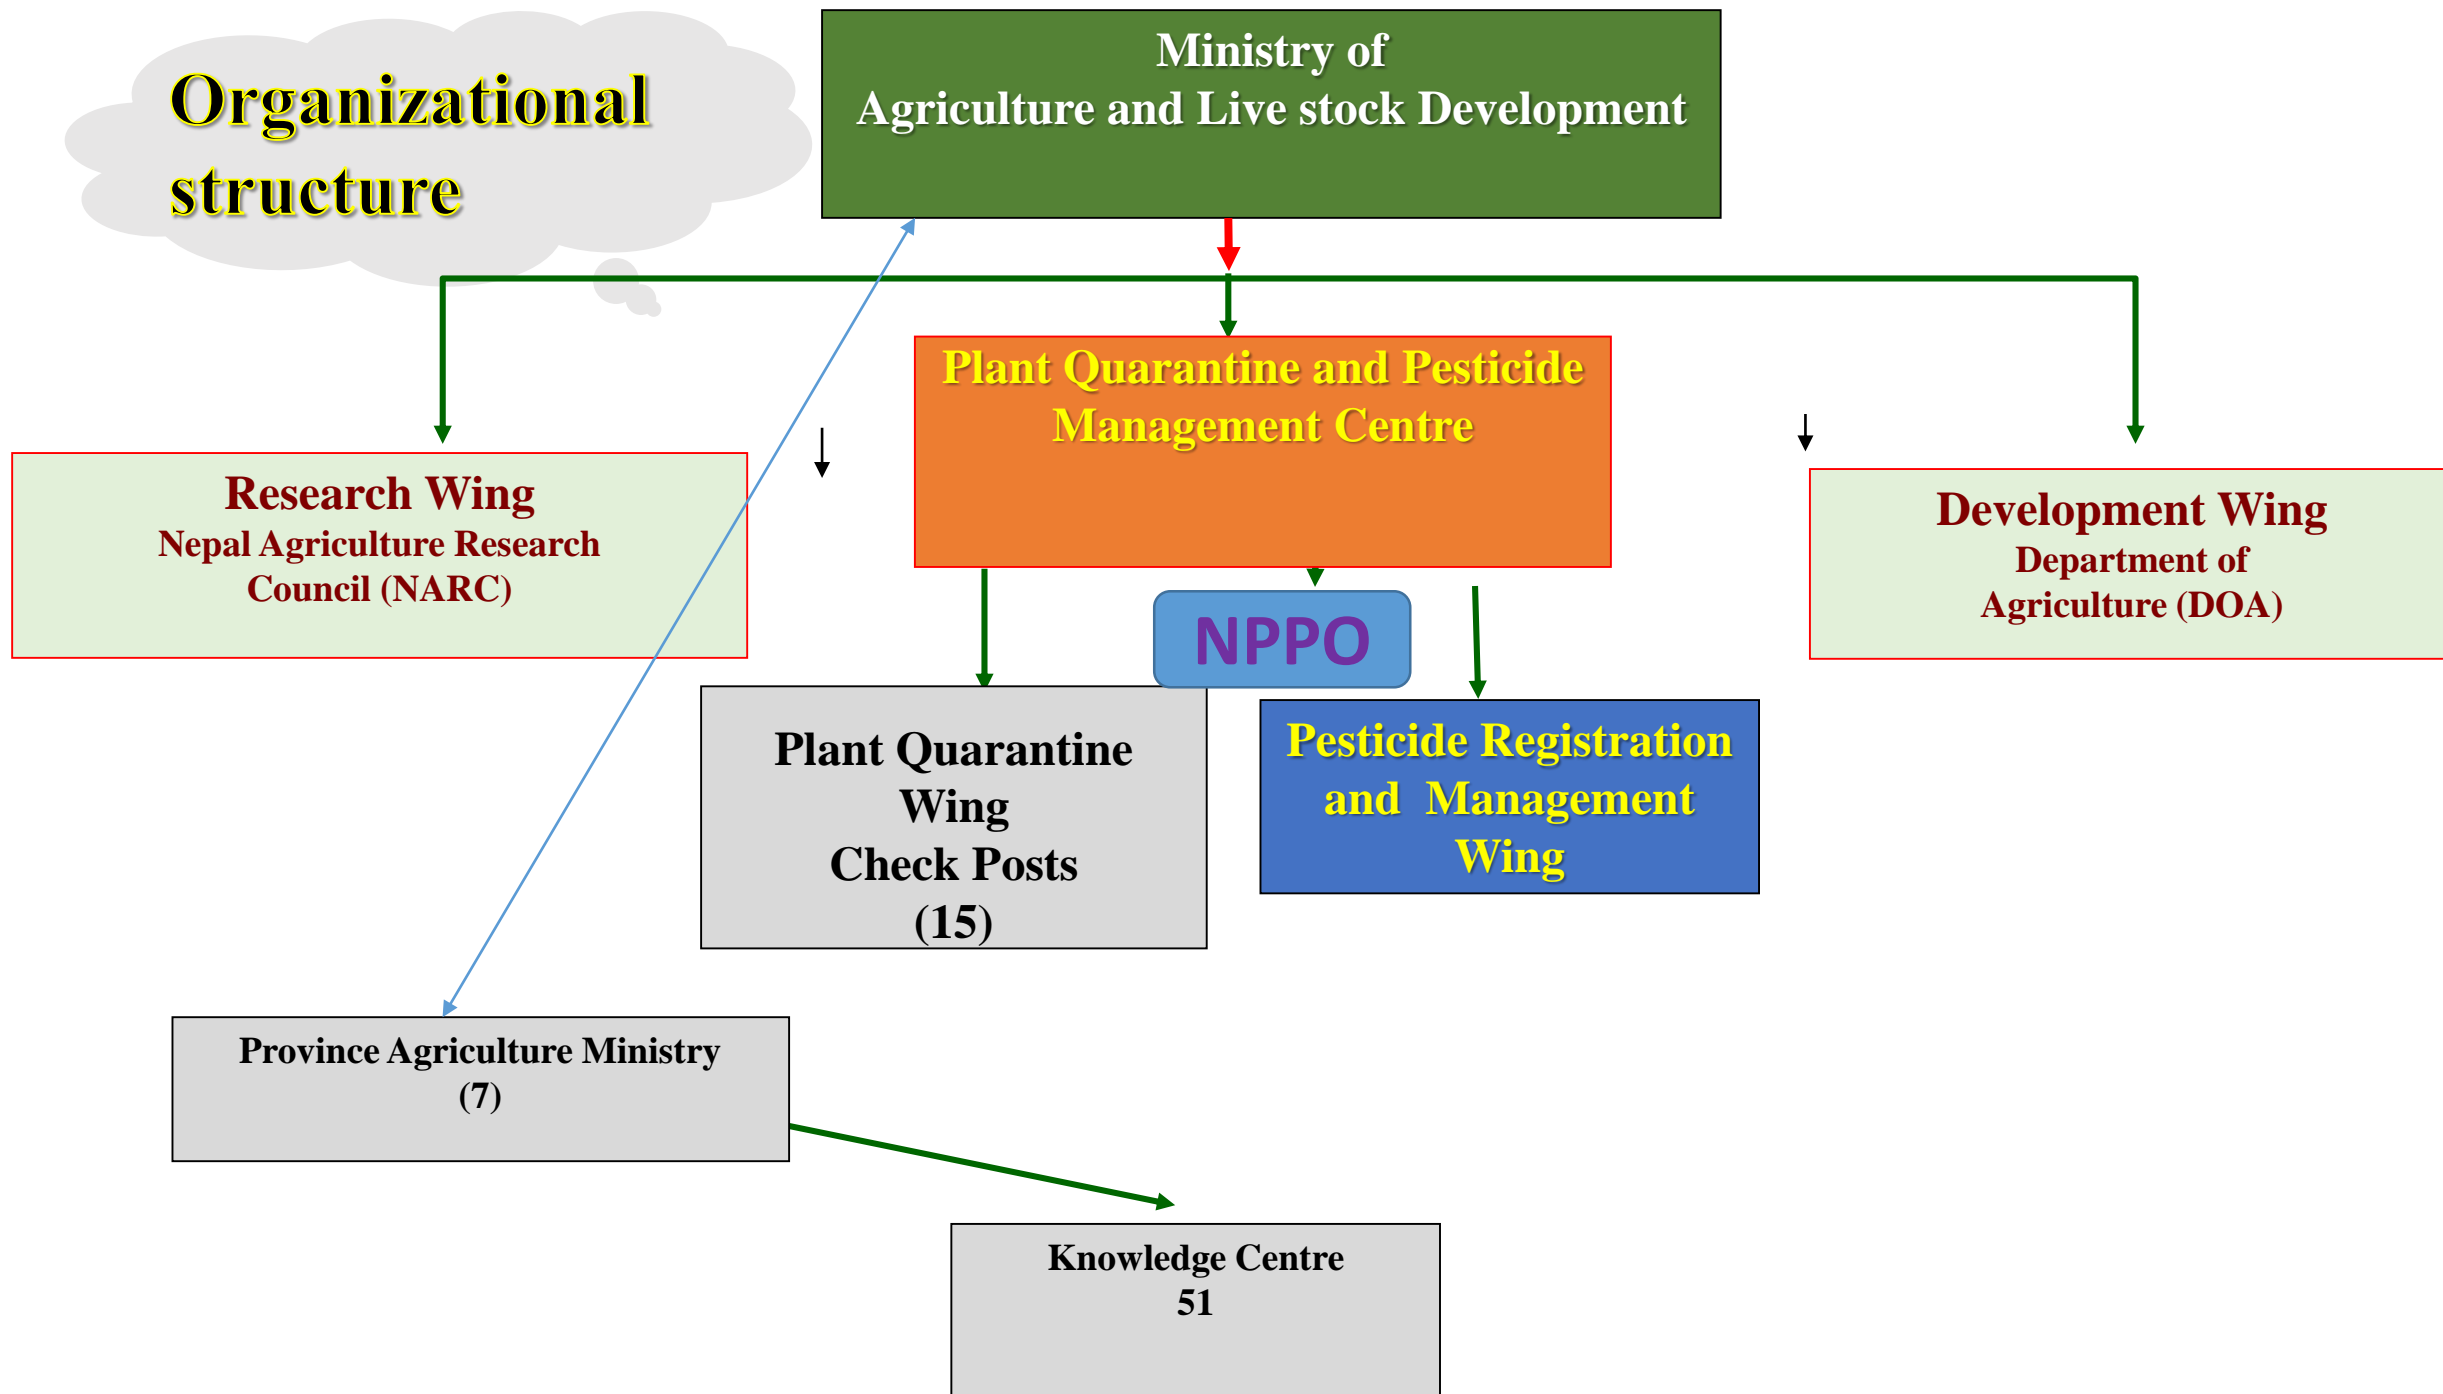 Organizational
structure
Ministry of
Agriculture and Live stock Development
Plant Quarantine and Pesticide
Management Centre
Research Wing
Nepal Agriculture Research
Council (NARC)
Development Wing
Department of
Agriculture (DOA)
NPPO
Plant Quarantine
Wing
Check Posts
(15)
Pesticide Registration
and  Management
Wing
Province Agriculture Ministry
(7)
Knowledge Centre
51